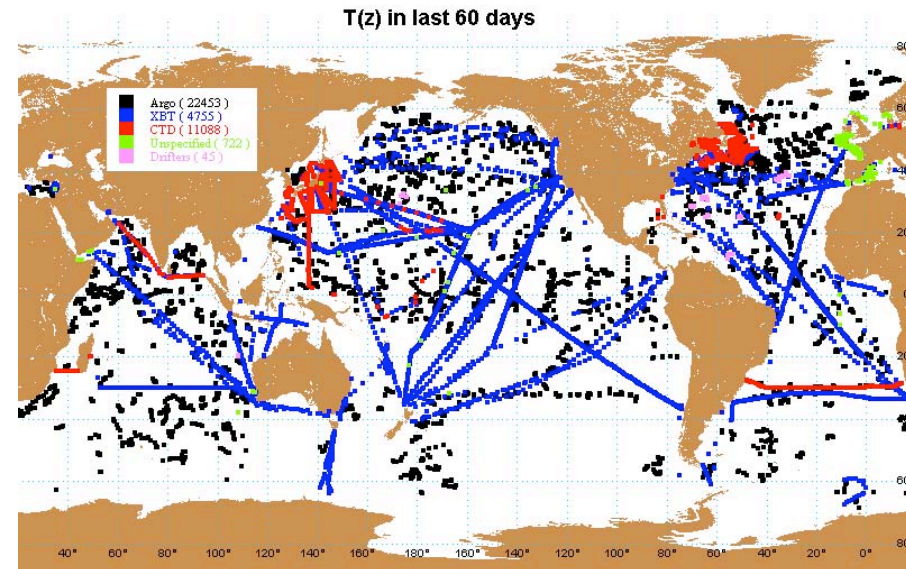 T(z) in last 60 days
80
Argo ( 22453 )
XBT ( 4755 )
CTD ( 11088 )
Unspecified ( 722 )
Drifters ( 45 )
60
40
20
0
20
40
60
80
40° 60° 80° 100° 120° 140° 160° 180° 160° 140° 120° 100° 80° 60° 40° 20° 0°